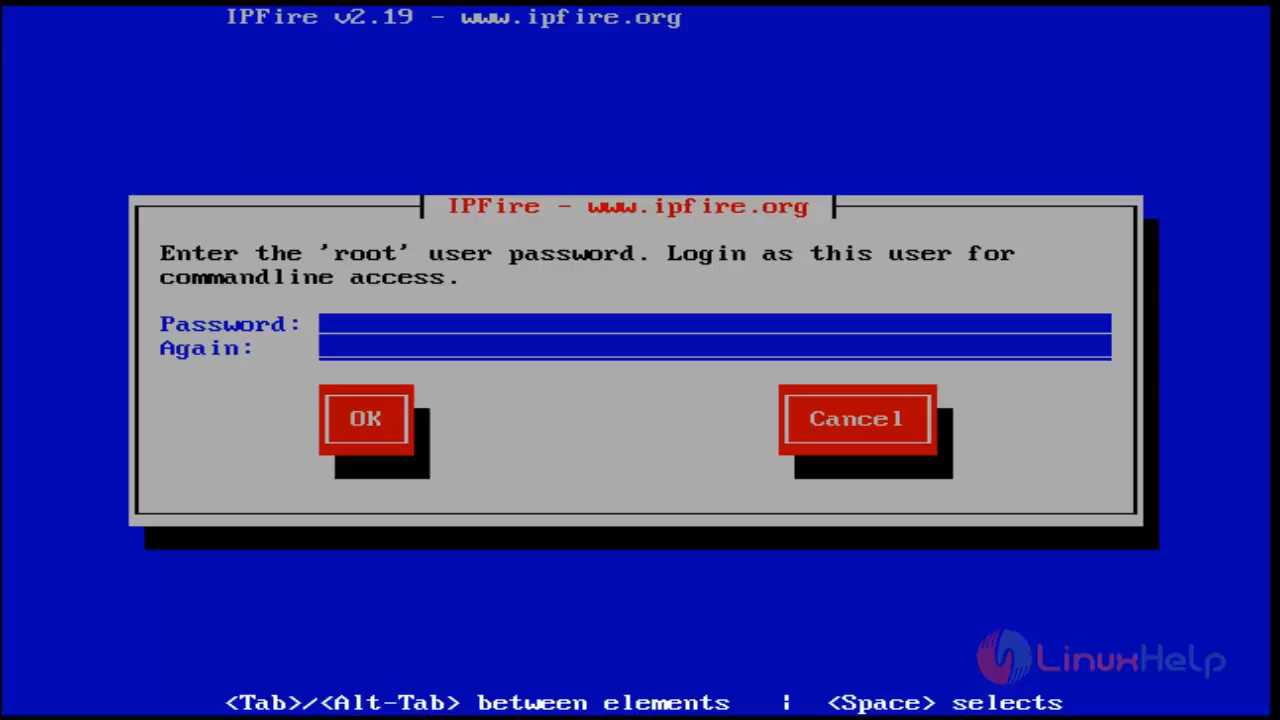 IPFire v2.19 - www.ipfire.org
IPFire - www.ipfire.org
Enter the 'root' user password. Login as this user for
commandline access.
Password:
Again:
OK Cancel
LinuxHelp
<Tab>/<Alt-Tab> between elements | <Space> selects